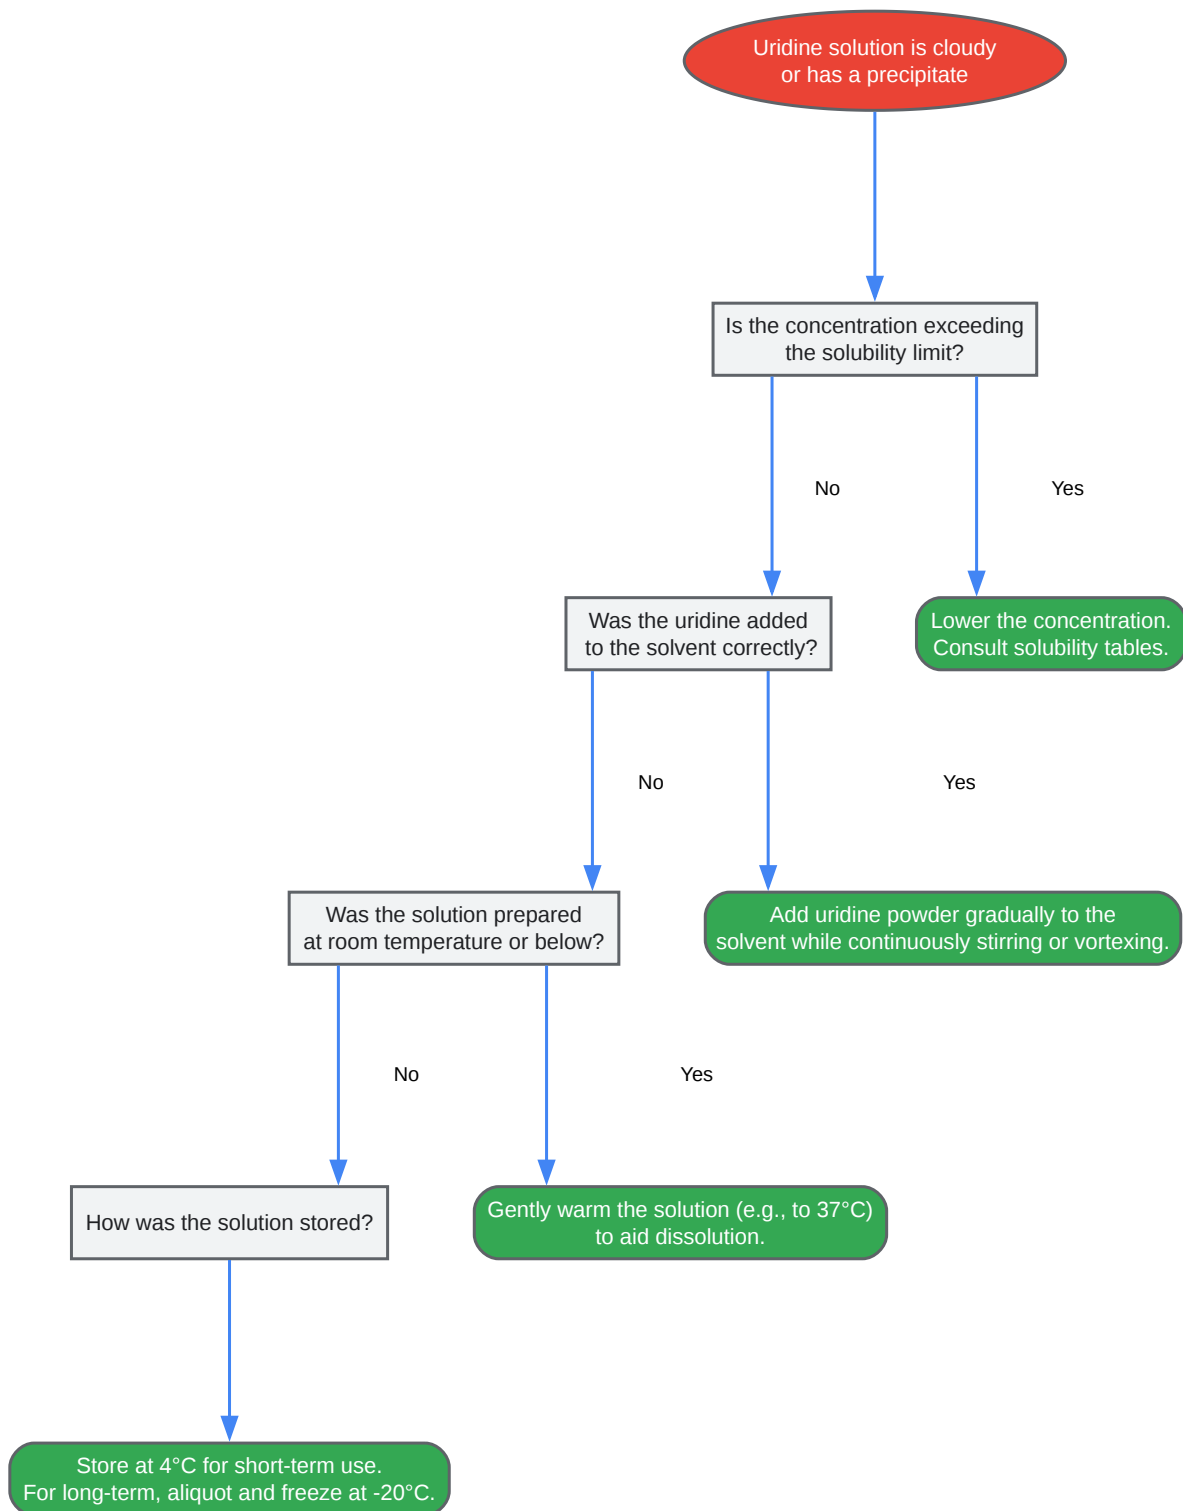 Uridine solution is cloudy
or has a precipitate
Is the concentration exceeding
the solubility limit?
No
Yes
Was the uridine added
to the solvent correctly?
Lower the concentration.
Consult solubility tables.
No
Yes
Was the solution prepared
at room temperature or below?
Add uridine powder gradually to the
solvent while continuously stirring or vortexing.
No
Yes
How was the solution stored?
Gently warm the solution (e.g., to 37°C)
to aid dissolution.
Store at 4°C for short-term use.
For long-term, aliquot and freeze at -20°C.